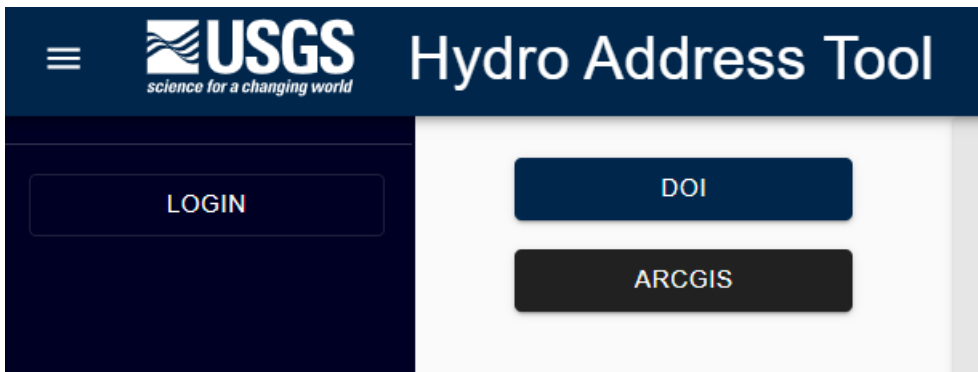 USGS
science for a changing world
Hydro Address Tool
LOGIN
DOI
ARCGIS